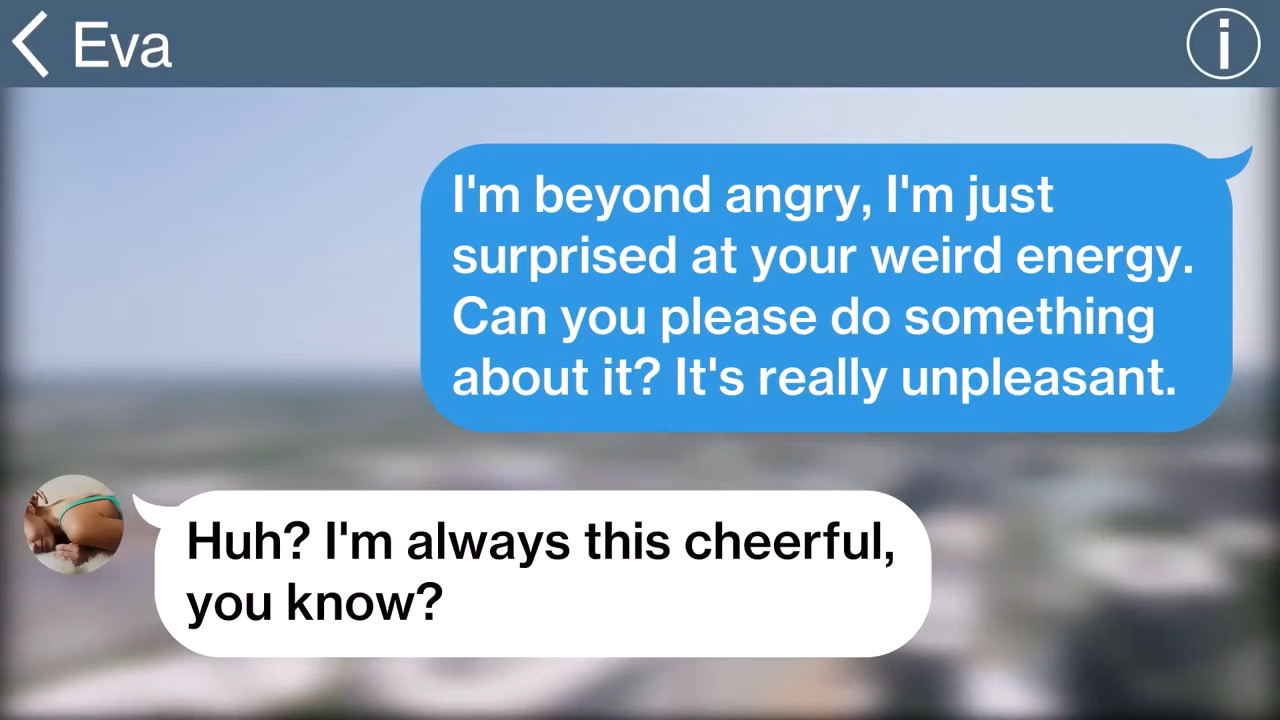 Eva
I'm beyond angry, I'm just
surprised at your weird energy.
Can you please do something
about it? It's really unpleasant.
Huh? I'm always this cheerful,
you know?